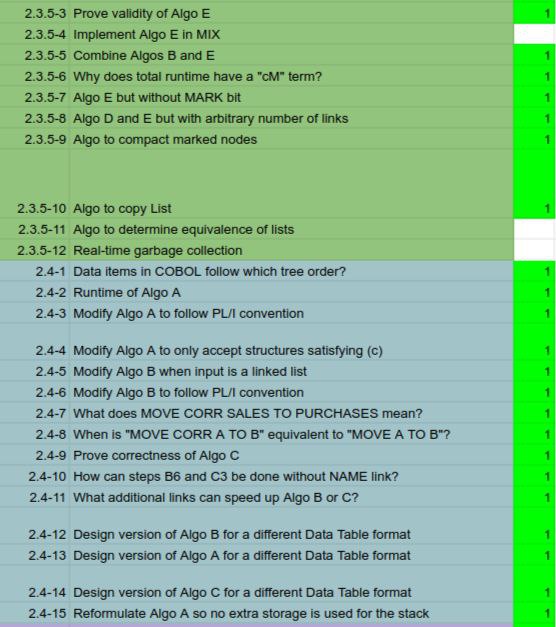 2.3.5-3 Prove validity of Algo E 1
2.3.5-4 Implement Algo E in MIX
2.3.5-5 Combine Algos B and E 1
2.3.5-6 Why does total runtime have a "cM" term? 1
2.3.5-7 Algo E but without MARK bit 1
2.3.5-8 Algo D and E but with arbitrary number of links 1
2.3.5-9 Algo to compact marked nodes 1
2.3.5-10 Algo to copy List 1
2.3.5-11 Algo to determine equivalence of lists
2.3.5-12 Real-time garbage collection
2.4-1 Data items in COBOL follow which tree order? 1
2.4-2 Runtime of Algo A 1
2.4-3 Modify Algo A to follow PL/I convention 1
2.4-4 Modify Algo A to only accept structures satisfying (c) 1
2.4-5 Modify Algo B when input is a linked list 1
2.4-6 Modify Algo B to follow PL/I convention 1
2.4-7 What does MOVE CORR SALES TO PURCHASES mean? 1
2.4-8 When is "MOVE CORR A TO B" equivalent to "MOVE A TO B"? 1
2.4-9 Prove correctness of Algo C 1
2.4-10 How can steps B6 and C3 be done without NAME link? 1
2.4-11 What additional links can speed up Algo B or C? 1
2.4-12 Design version of Algo B for a different Data Table format 1
2.4-13 Design version of Algo A for a different Data Table format 1
2.4-14 Design version of Algo C for a different Data Table format 1
2.4-15 Reformulate Algo A so no extra storage is used for the stack 1